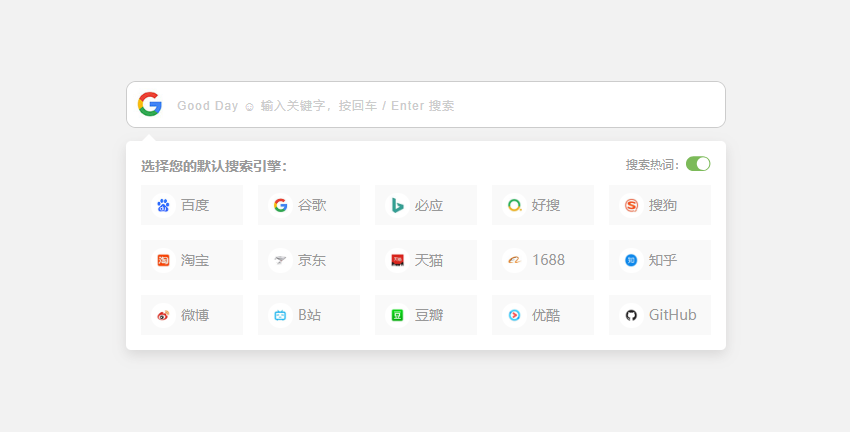 Good Day ☺ 输入关键字，按回车 / Enter 搜索
选择您的默认搜索引擎：
搜索热词：
百度 谷歌 必应 好搜 搜狗
淘宝 京东 天猫 1688 知乎
微博 B站 豆瓣 优酷 GitHub